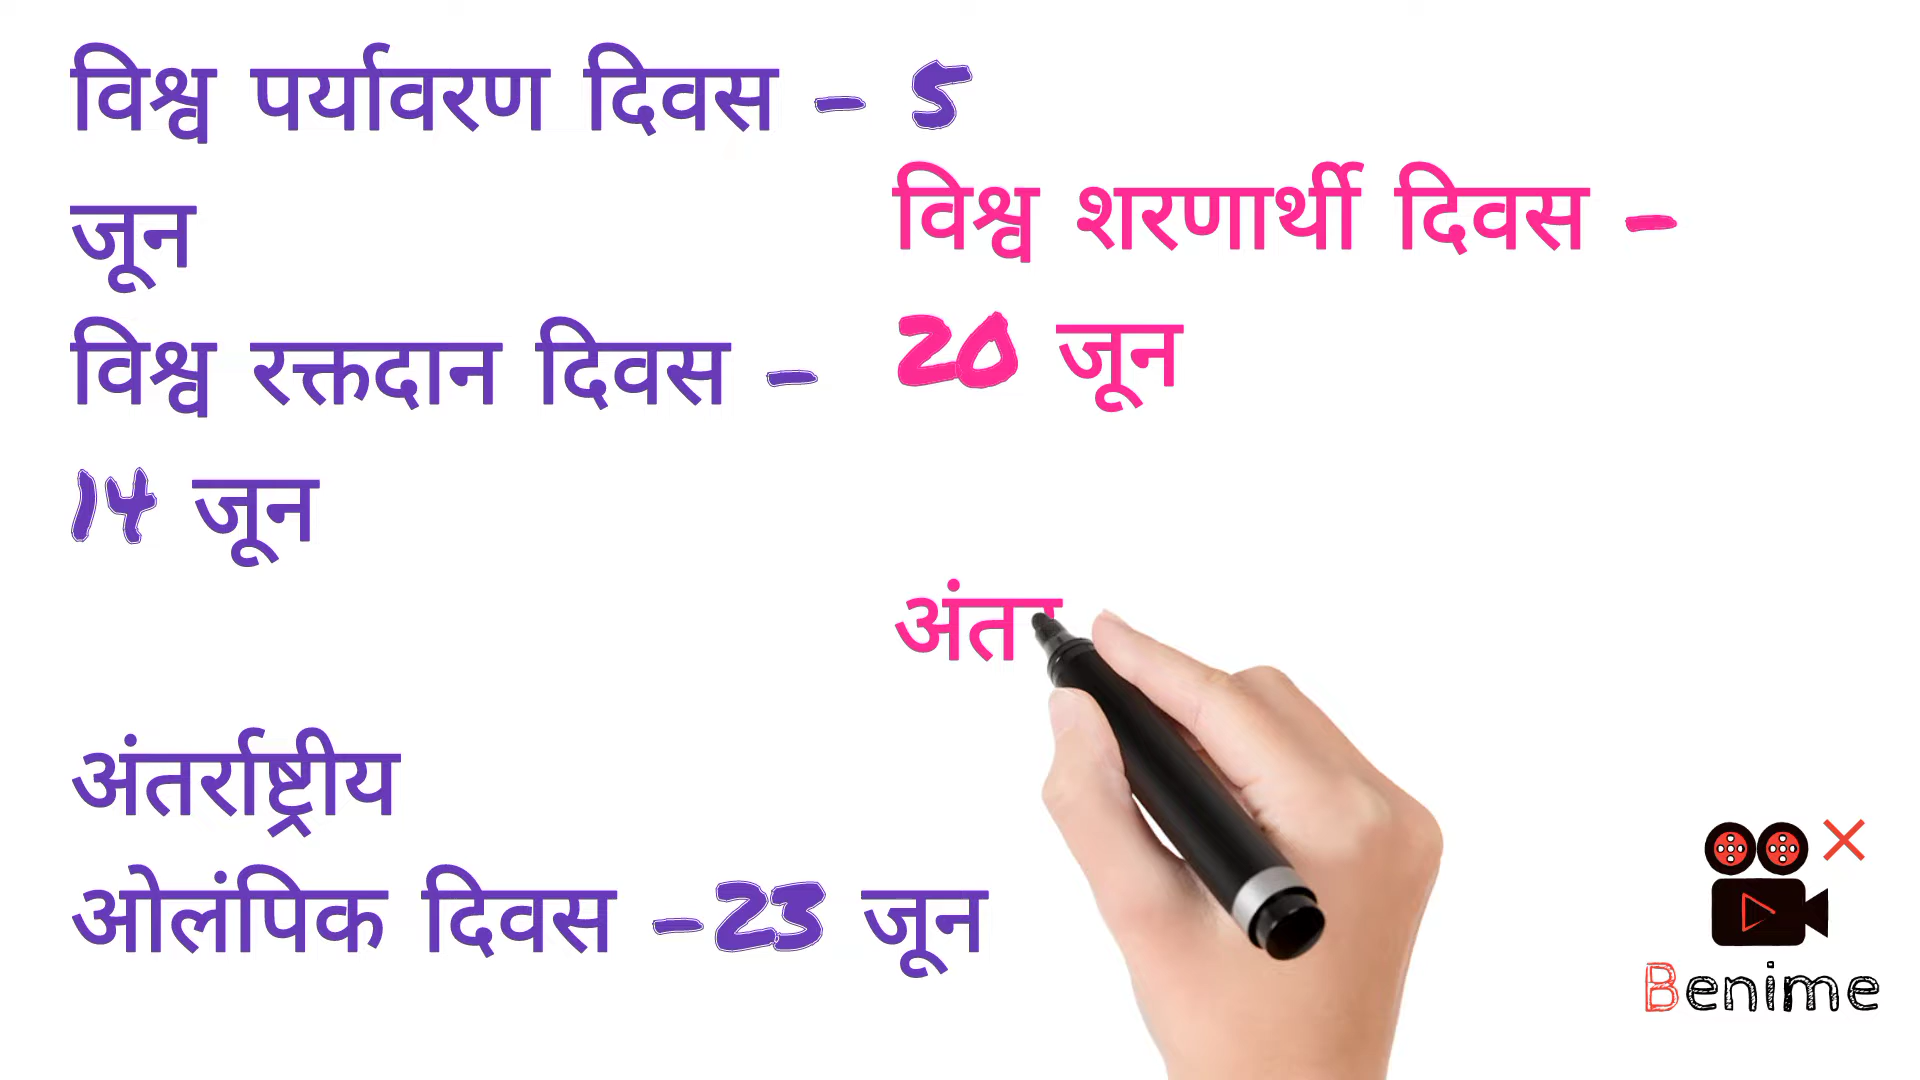 विश्व पर्यावरण दिवस - 5
जून
विश्व रक्तदान दिवस -
14 जून
अंतर्राष्ट्रीय
ओलंपिक दिवस -23 जून
विश्व शरणार्थी दिवस -
20 जून
Benime